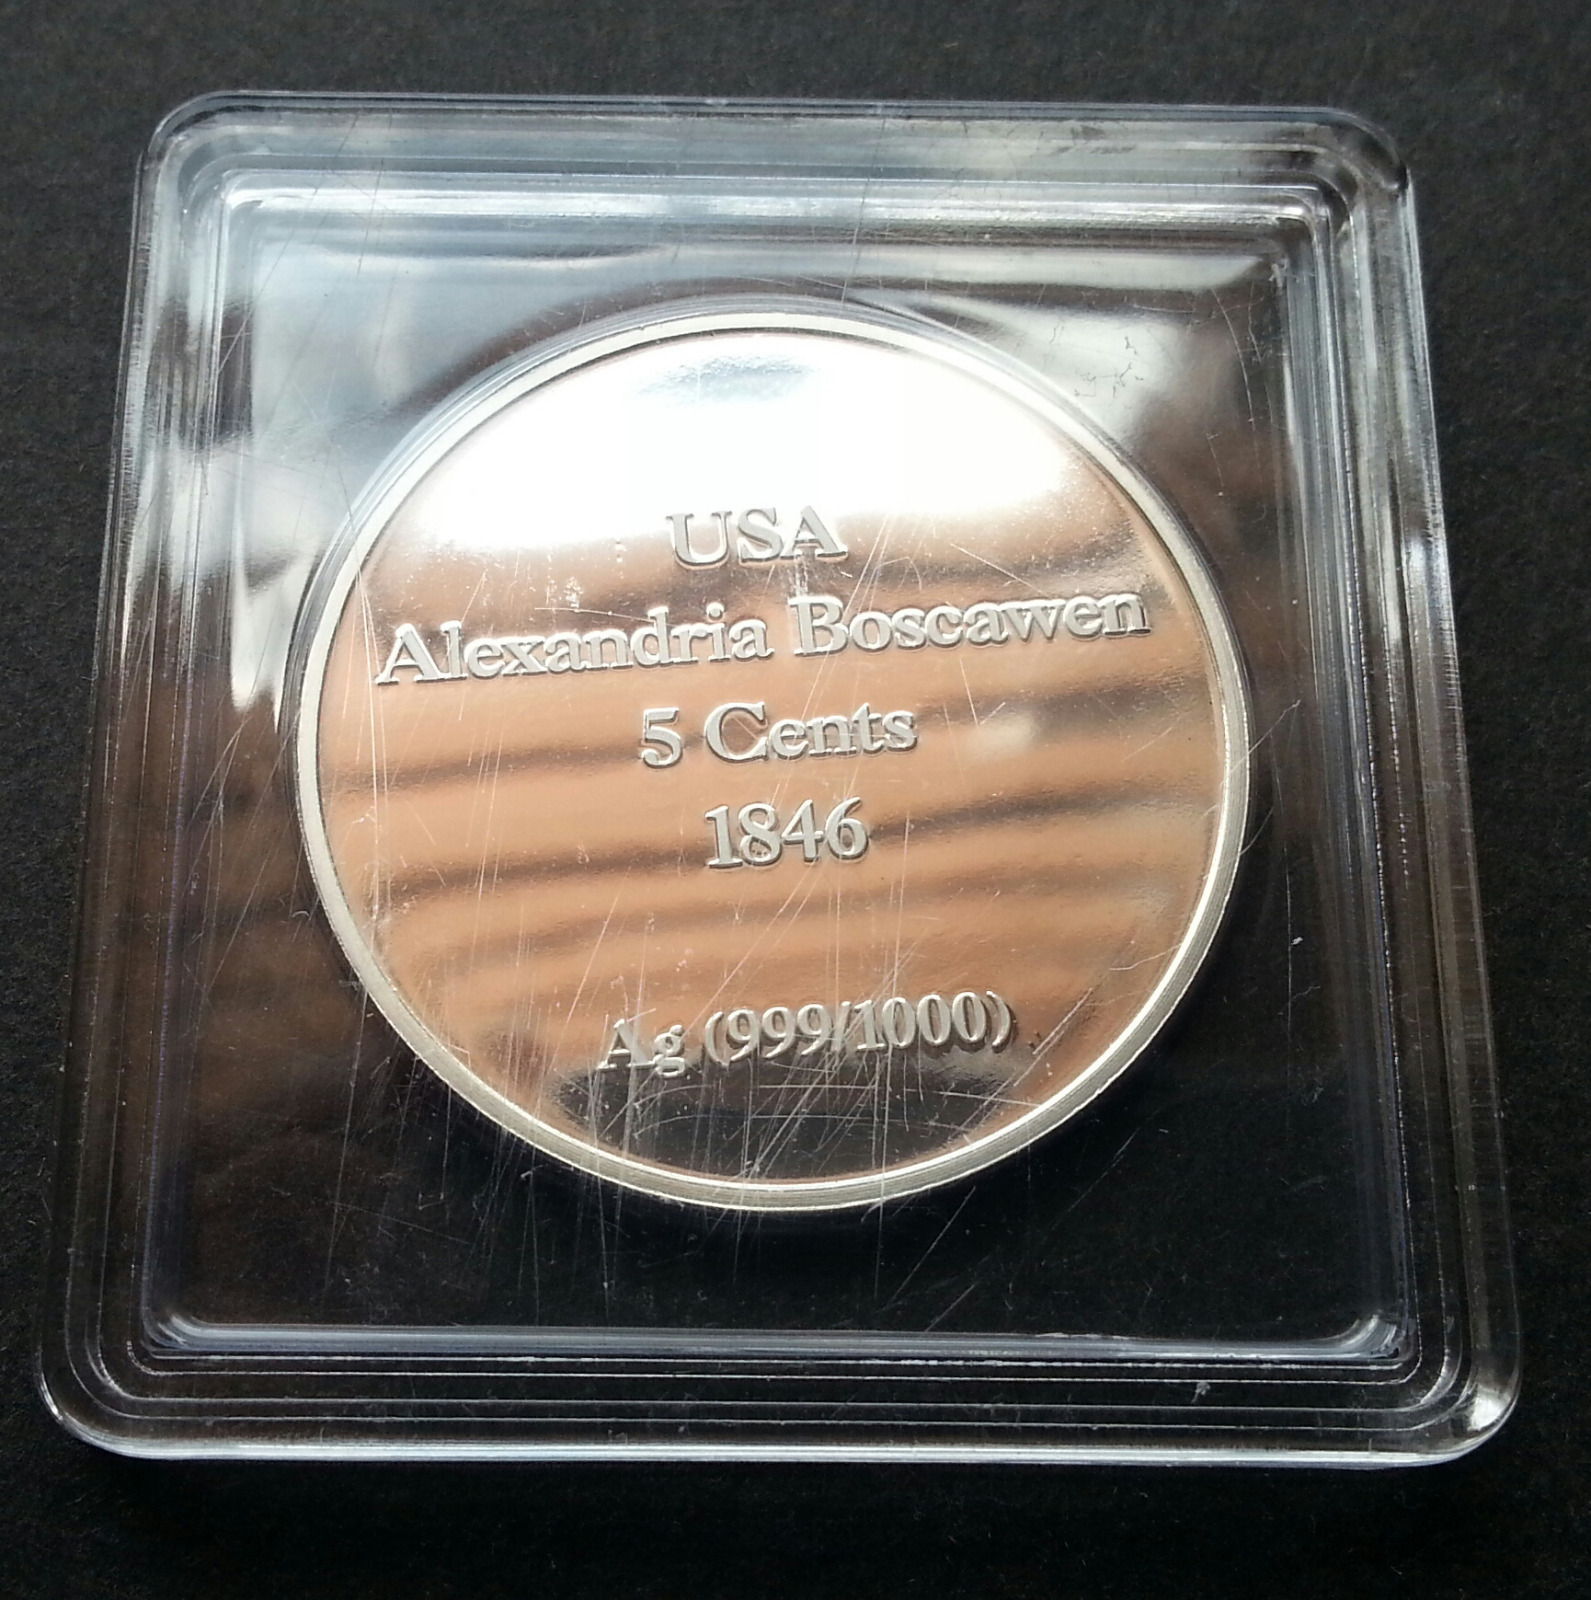 USA
Alexandria Boscawen
5 Cents
1846
Ag (999/1000)